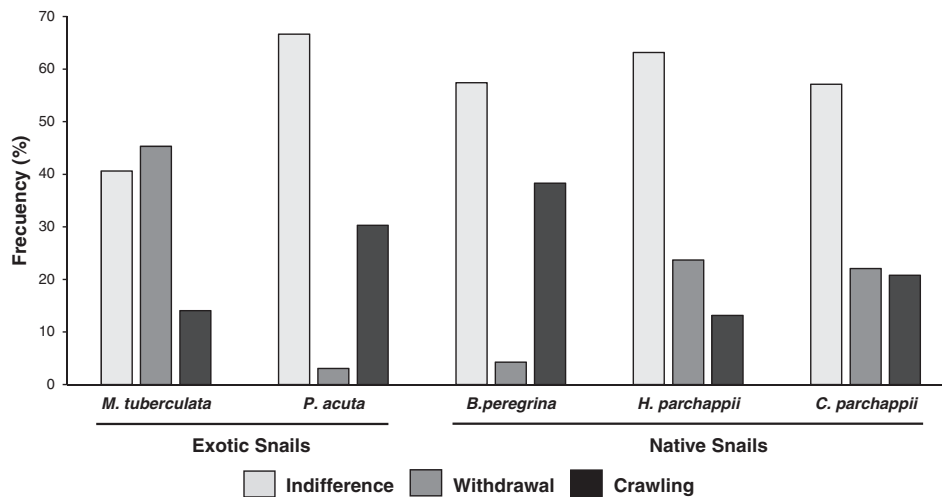 70
60
50
40
30
20
10
0
Frecuency (%)
M. tuberculata P. acuta B.peregrina H. parchappii C. parchappii
Exotic Snails Native Snails
Indifference Withdrawal Crawling